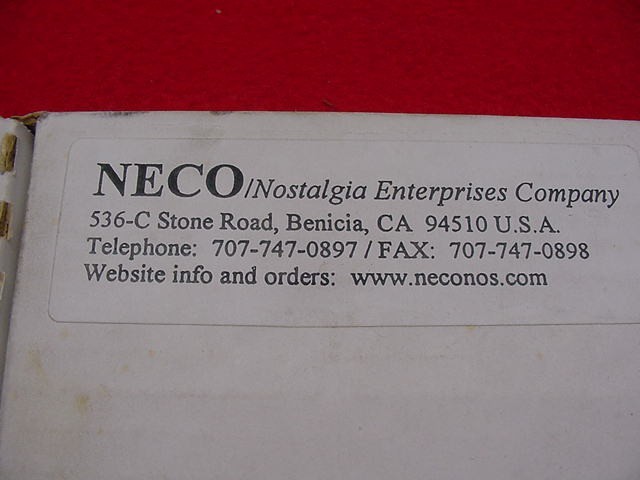 NECO/Nostalgia Enterprises Company
536-C Stone Road, Benicia, CA 94510 U.S.A.
Telephone: 707-747-0897 / FAX: 707-747-0898
Website info and orders: www.neconos.com